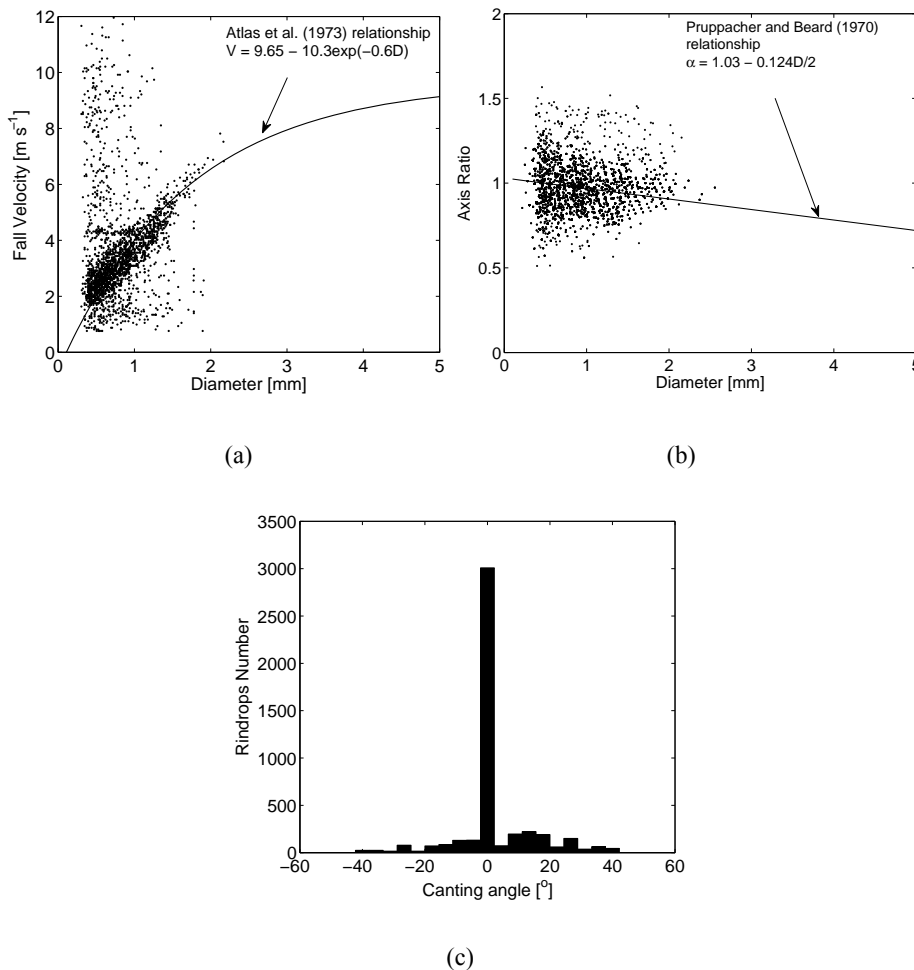 Atlas et al. (1973) relationship
V = 9.65 − 10.3exp(−0.6D)
12
10
8
6
4
2
0
Fall Velocity [m s⁻¹]
0 1 2 3 4 5
Diameter [mm]
(a)
Pruppacher and Beard (1970)
relationship
α = 1.03 − 0.124D/2
2
1.5
1
0.5
0
Axis Ratio
0 1 2 3 4 5
Diameter [mm]
(b)
3500
3000
2500
2000
1500
1000
500
0
Rindrops Number
−60 −40 −20 0 20 40 60
Canting angle [°]
(c)